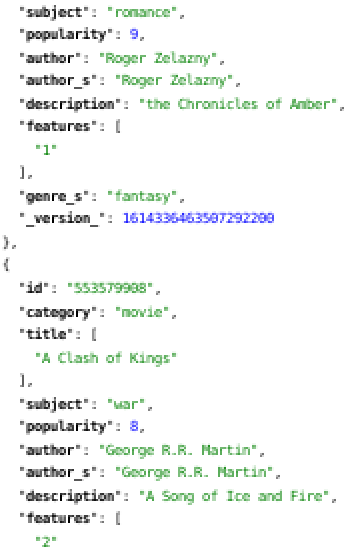 "subject": "romance",
"popularity": 9,
"author": "Roger Zelazny",
"author_s": "Roger Zelazny",
"description": "the Chronicles of Amber",
"features": [
"1"
],
"genre_s": "fantasy",
"_version_": 1614336463507292200
},
{
"id": "553579908",
"category": "movie",
"title": [
"A Clash of Kings"
],
"subject": "war",
"popularity": 8,
"author": "George R.R. Martin",
"author_s": "George R.R. Martin",
"description": "A Song of Ice and Fire",
"features": [
"2"